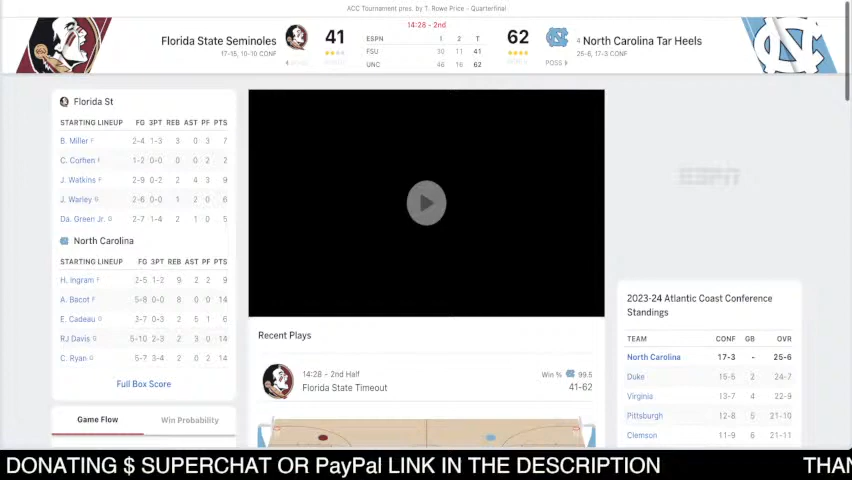 ACC Tournament pres. by T. Rowe Price - Quarterfinal
14:28 - 2nd
Florida State Seminoles
17-15, 10-10 CONF
41
ESPN 1 2 T
FSU 30 11 41
UNC 46 16 62
62
4 North Carolina Tar Heels
25-6, 17-3 CONF
POSS
Florida St
STARTING LINEUP FG 3PT REB AST PF PTS
B. Miller F 2-4 1-3 3 0 3 7
C. Corhen F 1-2 0-0 0 0 2 2
J. Watkins F 2-9 0-2 2 4 3 9
J. Warley G 2-6 0-0 1 2 0 6
Da. Green Jr. G 2-7 1-4 2 1 0 5
North Carolina
STARTING LINEUP FG 3PT REB AST PF PTS
H. Ingram F 2-5 1-2 9 2 2 9
A. Bacot F 5-8 0-0 8 0 0 14
E. Cadeau G 3-7 0-3 2 5 1 6
RJ Davis G 5-10 2-3 2 3 0 14
C. Ryan G 5-7 3-4 2 0 2 14
Full Box Score
Game Flow
Win Probability
Recent Plays
14:28 - 2nd Half
Florida State Timeout
Win % 99.5
41-62
ESPN
2023-24 Atlantic Coast Conference
Standings
TEAM CONF GB OVR
North Carolina 17-3 - 25-6
Duke 15-5 2 24-7
Virginia 13-7 4 22-9
Pittsburgh 12-8 5 21-10
Clemson 11-9 6 21-11
DONATING $ SUPERCHAT OR PayPal LINK IN THE DESCRIPTION
THAN